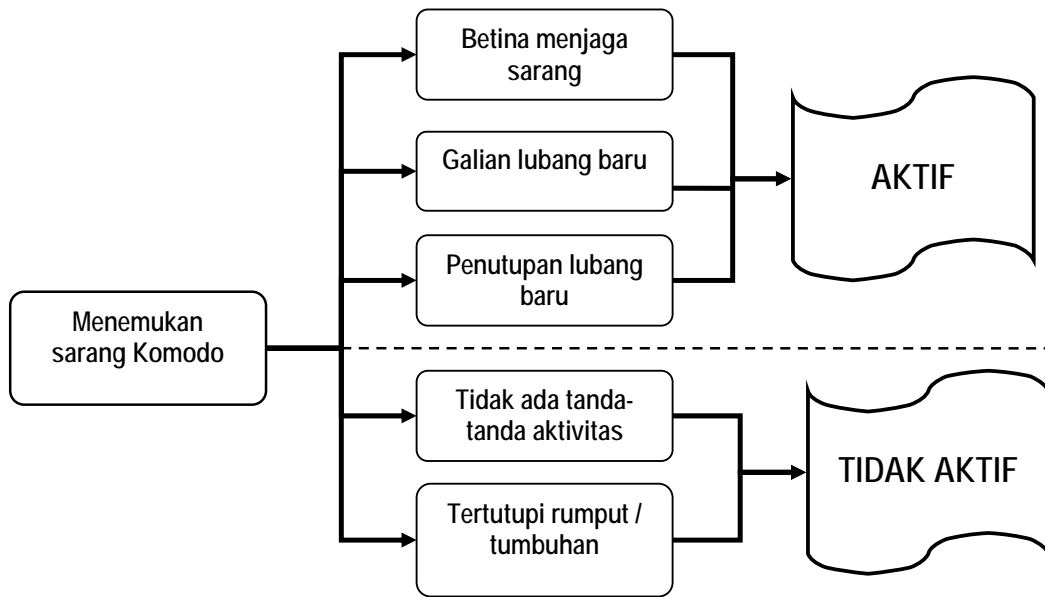 Betina menjaga
sarang
Galian lubang baru
AKTIF
Penutupan lubang
baru
Menemukan
sarang Komodo
Tidak ada tanda-
tanda aktivitas
TIDAK AKTIF
Tertutupi rumput /
tumbuhan